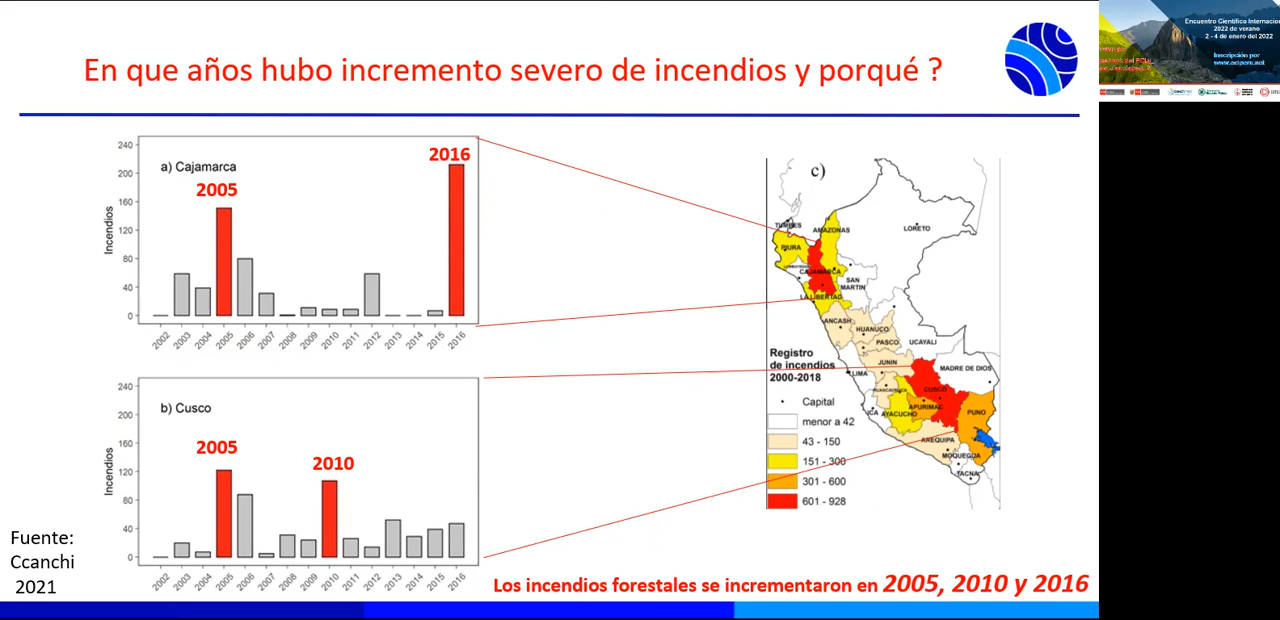 En que años hubo incremento severo de incendios y porqué ?
Encuentro Científico Internacional
2022 de verano
2 - 4 de enero del 2022
Inscripción por
www.eciperu.net
a) Cajamarca
2005
2016
Incendios
240
200
160
120
80
40
0
2002 2003 2004 2005 2006 2007 2008 2009 2010 2011 2012 2013 2014 2015 2016
b) Cusco
2005
2010
Incendios
240
200
160
120
80
40
0
2002 2003 2004 2005 2006 2007 2008 2009 2010 2011 2012 2013 2014 2015 2016
c)
TUMBES
PIURA
AMAZONAS
LORETO
CAJAMARCA
SAN
MARTIN
LA LIBERTAD
ANCASH
HUANUCO
PASCO
UCAYALI
JUNIN
LIMA
MADRE DE DIOS
CUSCO
ICA
AYACUCHO
APURIMAC
PUNO
AREQUIPA
MOQUEGUA
TACNA
Registro
de incendios
2000-2018
Capital
menor a 42
43 - 150
151 - 300
301 - 600
601 - 928
Fuente:
Ccanchi
2021
Los incendios forestales se incrementaron en 2005, 2010 y 2016